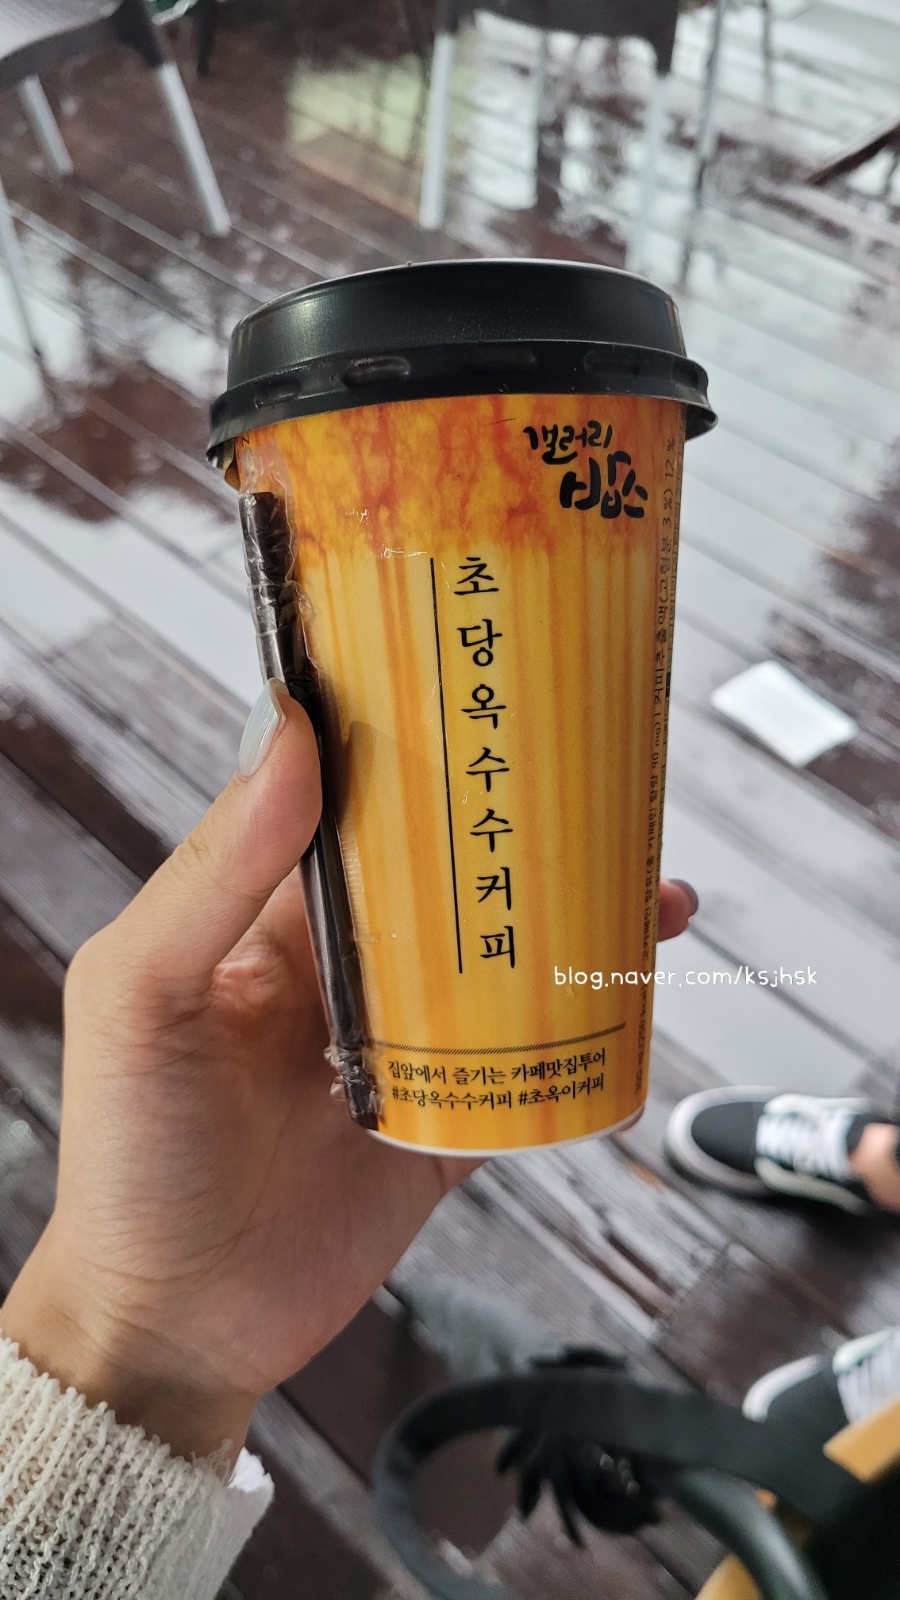 갤러리
밥스
초당옥수수커피
집앞에서 즐기는 카페맛집투어
#초당옥수수커피 #초옥이커피
blog.naver.com/ksjhsk